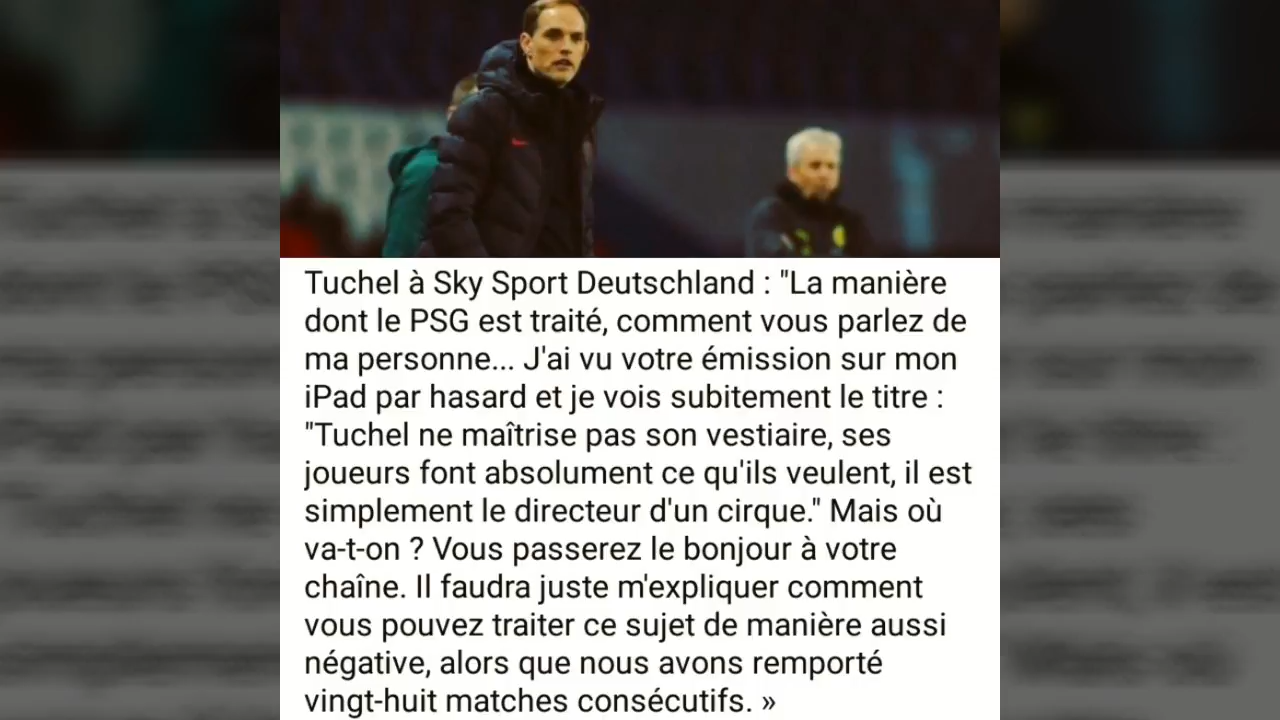 Tuchel à Sky Sport Deutschland : "La manière
dont le PSG est traité, comment vous parlez de
ma personne... J'ai vu votre émission sur mon
iPad par hasard et je vois subitement le titre :
"Tuchel ne maîtrise pas son vestiaire, ses
joueurs font absolument ce qu'ils veulent, il est
simplement le directeur d'un cirque." Mais où
va-t-on ? Vous passerez le bonjour à votre
chaîne. Il faudra juste m'expliquer comment
vous pouvez traiter ce sujet de manière aussi
négative, alors que nous avons remporté
vingt-huit matches consécutifs. »